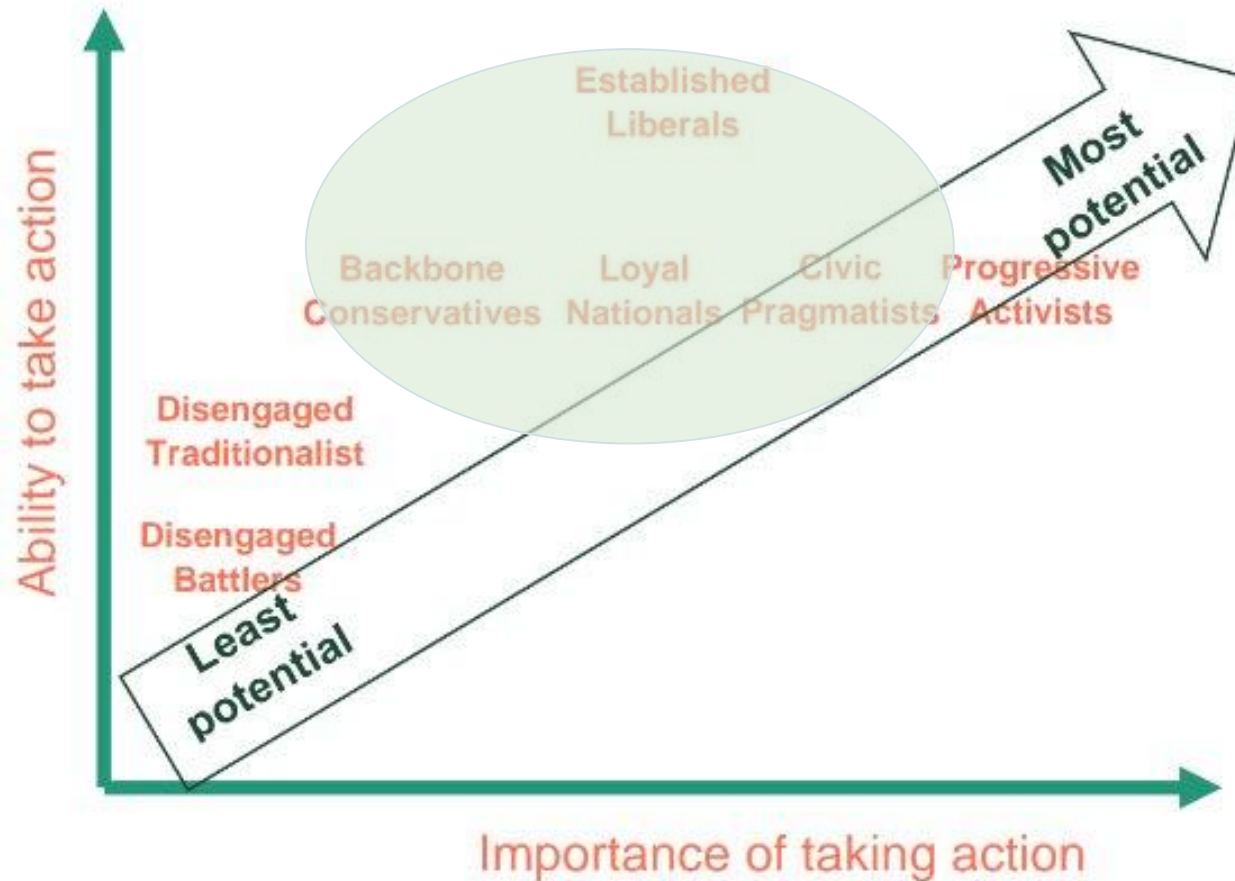 Established
Liberals
Most
potential
Backbone
Conservatives
Loyal
Nationals
Civic
Pragmatists
Progressive
Activists
Disengaged
Traditionalist
Disengaged
Battlers
Least
potential
Ability to take action
Importance of taking action